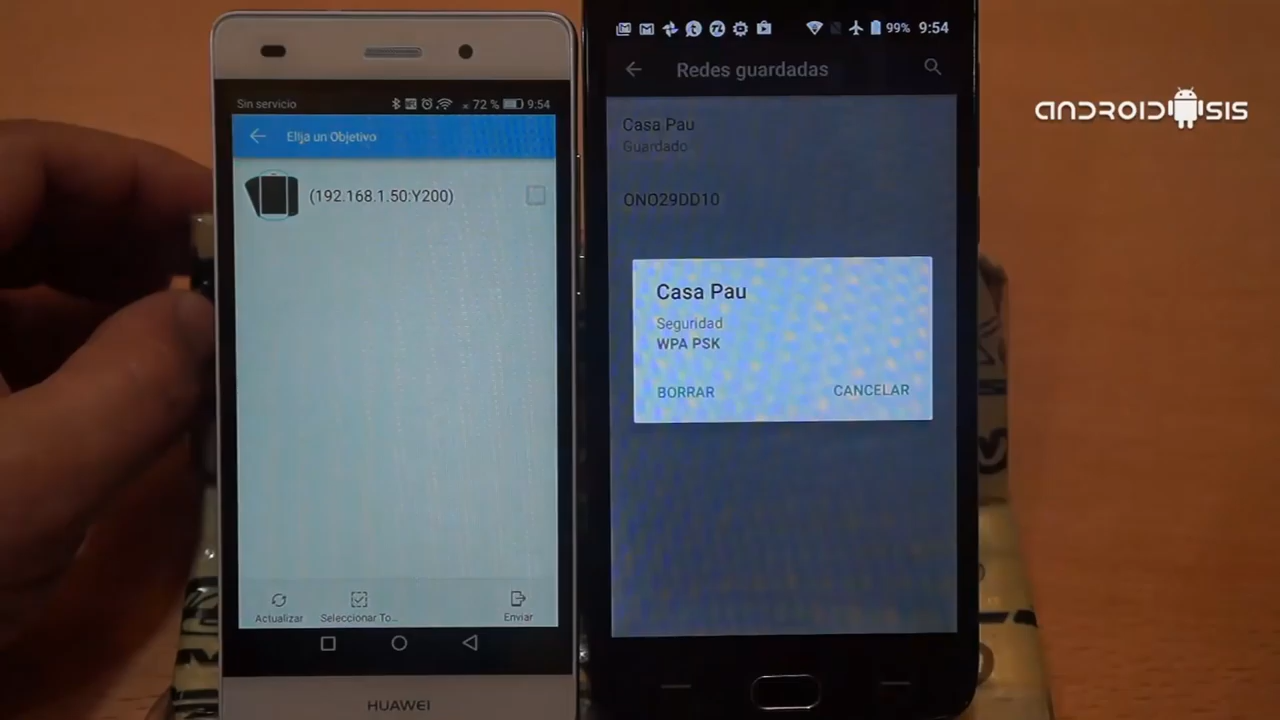 Sin servicio
72 % 9:54
Elija un Objetivo
(192.168.1.50:Y200)
Actualizar
Seleccionar To...
Enviar
HUAWEI
99% 9:54
Redes guardadas
Casa Pau
Guardado
ONO29DD10
Casa Pau
Seguridad
WPA PSK
BORRAR
CANCELAR
ANDROIDSIS